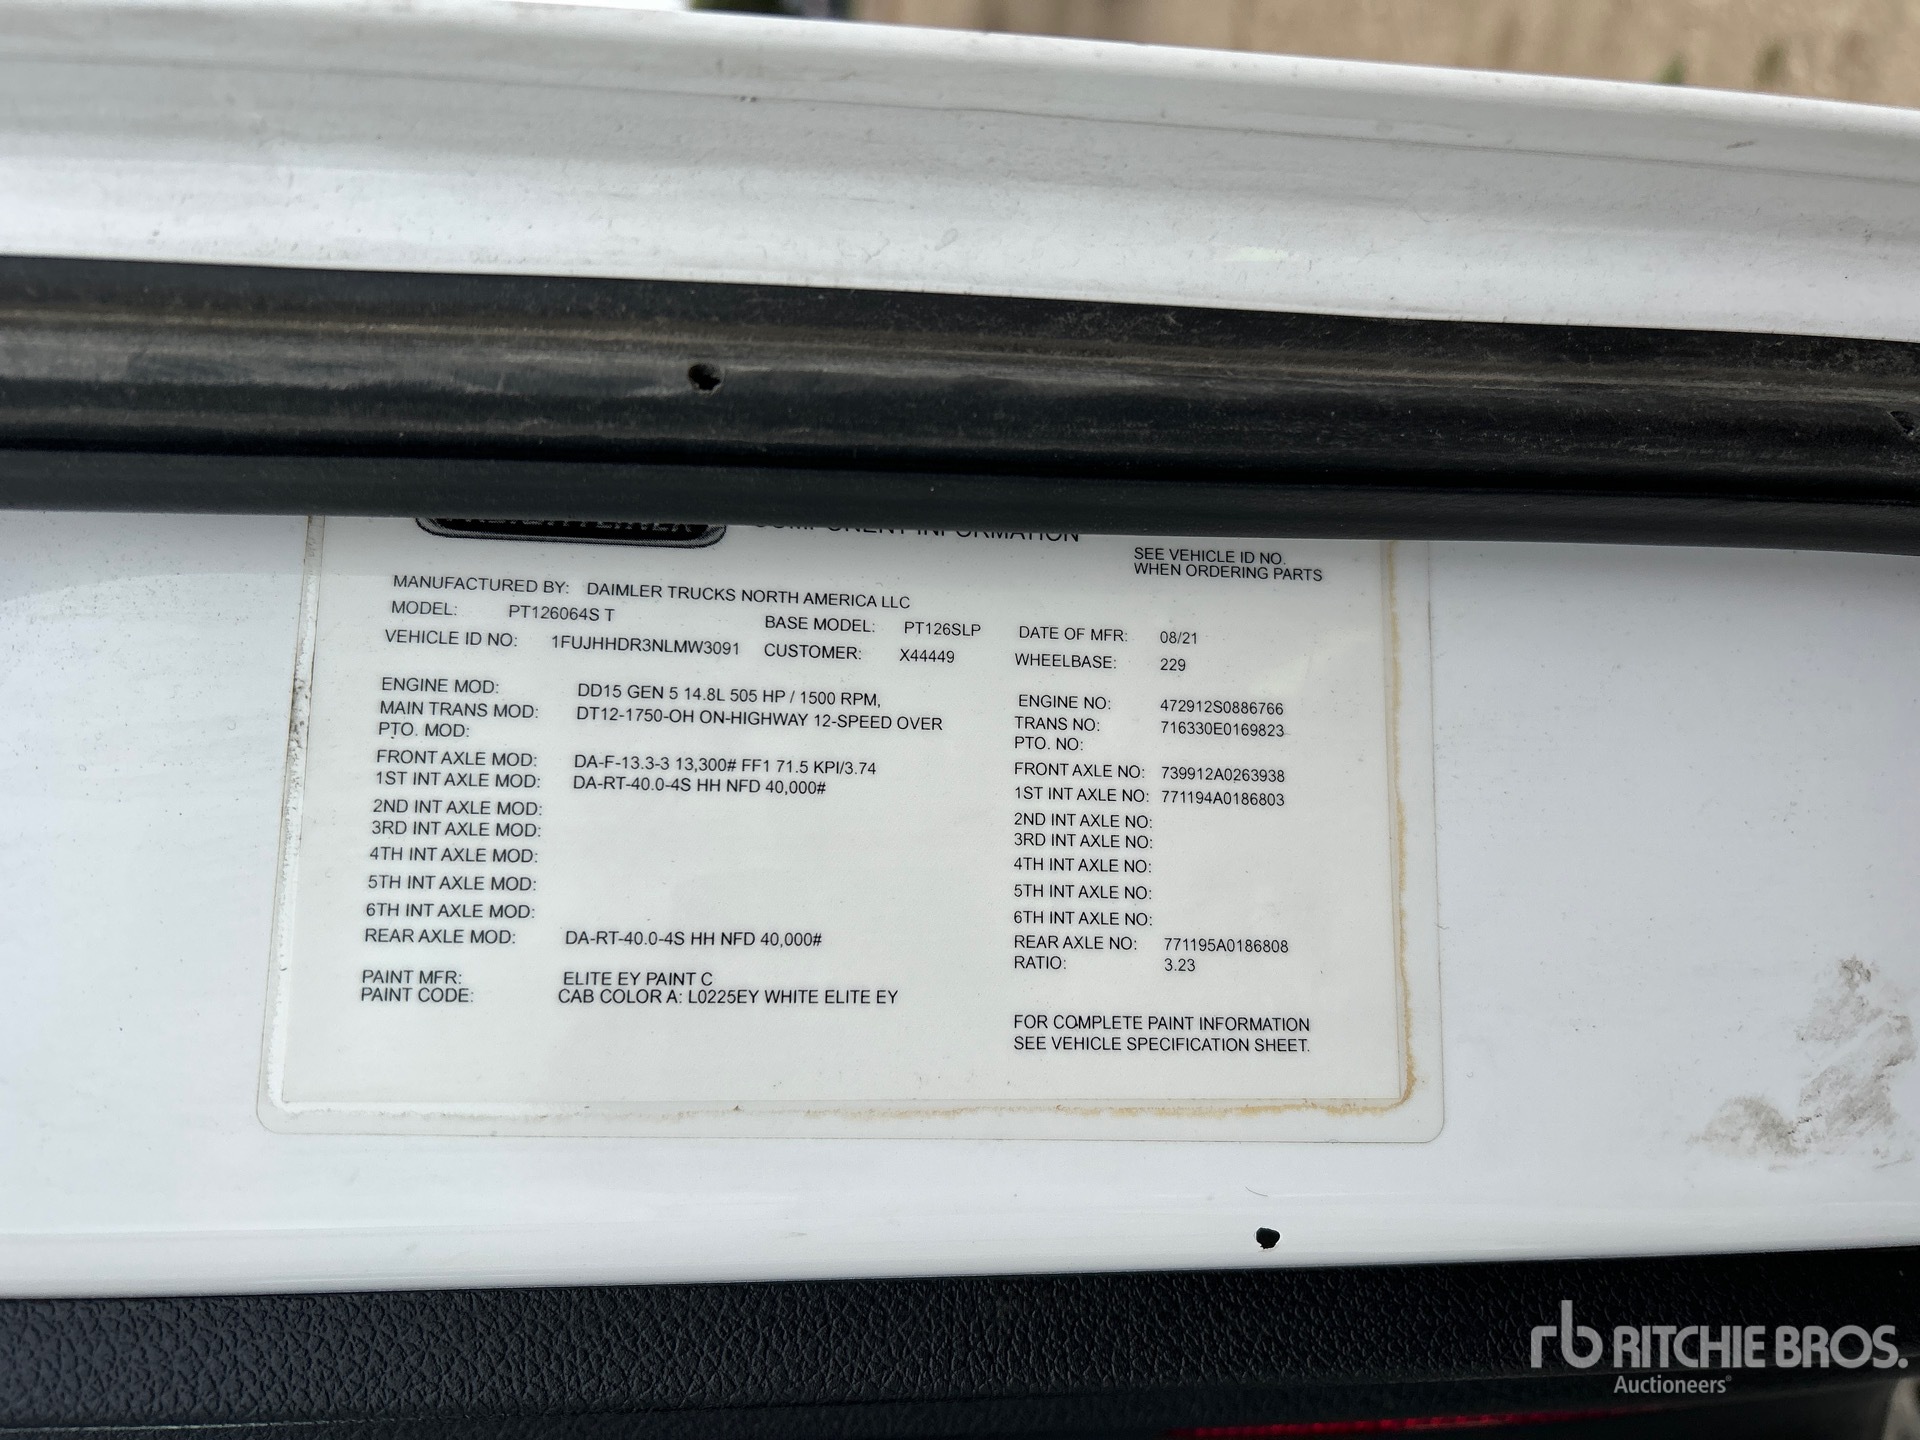 FREIGHTLINER COMPONENT INFORMATION
SEE VEHICLE ID NO.
WHEN ORDERING PARTS
MANUFACTURED BY: DAIMLER TRUCKS NORTH AMERICA LLC
MODEL: PT126064S T BASE MODEL: PT126SLP DATE OF MFR: 08/21
VEHICLE ID NO: 1FUJHHDR3NLMW3091 CUSTOMER: X44449 WHEELBASE: 229
ENGINE MOD: DD15 GEN 5 14.8L 505 HP / 1500 RPM, ENGINE NO: 472912S0886766
MAIN TRANS MOD: DT12-1750-OH ON-HIGHWAY 12-SPEED OVER TRANS NO: 716330E0169823
PTO. MOD: PTO. NO:
FRONT AXLE MOD: DA-F-13.3-3 13,300# FF1 71.5 KPI/3.74 FRONT AXLE NO: 739912A0263938
1ST INT AXLE MOD: DA-RT-40.0-4S HH NFD 40,000# 1ST INT AXLE NO: 771194A0186803
2ND INT AXLE MOD: 2ND INT AXLE NO:
3RD INT AXLE MOD: 3RD INT AXLE NO:
4TH INT AXLE MOD: 4TH INT AXLE NO:
5TH INT AXLE MOD: 5TH INT AXLE NO:
6TH INT AXLE MOD: 6TH INT AXLE NO:
REAR AXLE MOD: DA-RT-40.0-4S HH NFD 40,000# REAR AXLE NO: 771195A0186808
RATIO: 3.23
PAINT MFR: ELITE EY PAINT C
PAINT CODE: CAB COLOR A: L0225EY WHITE ELITE EY
FOR COMPLETE PAINT INFORMATION
SEE VEHICLE SPECIFICATION SHEET.
rb RITCHIE BROS.
Auctioneers